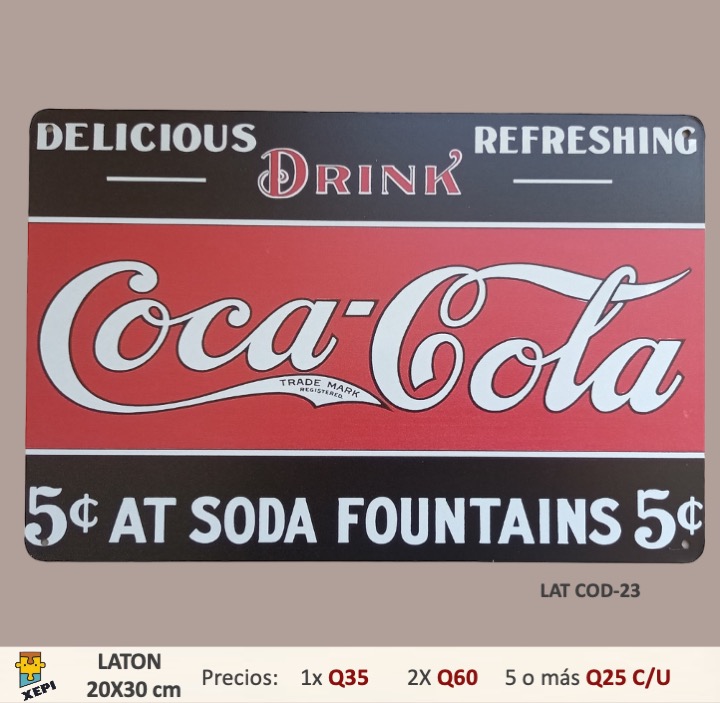 DELICIOUS REFRESHING
DRINK
Coca-Cola
TRADE MARK
REGISTERED
5¢ AT SODA FOUNTAINS 5¢
LAT COD-23
XEPI
LATON
20X30 cm
Precios: 1x Q35 2X Q60 5 o más Q25 C/U